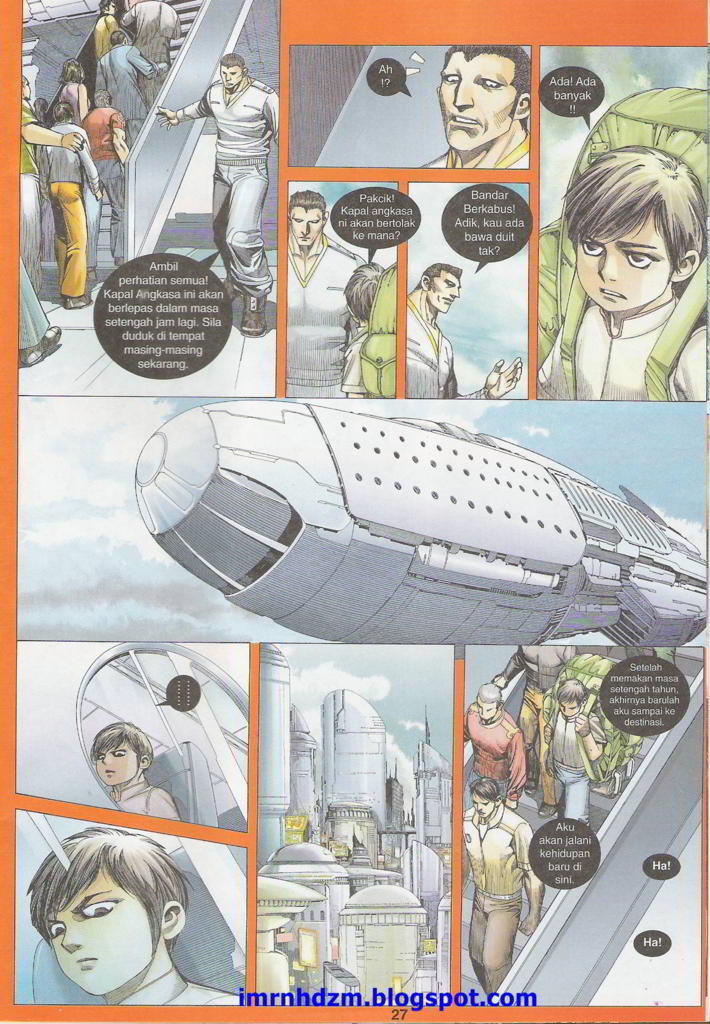 Ambil
perhatian semua!
Kapal Angkasa ini akan
berlepas dalam masa
setengah jam lagi. Sila
duduk di tempat
masing-masing
sekarang.
Ah
!?
Pakcik!
Kapal angkasa
ni akan bertolak
ke mana?
Bandar
Berkabus!
Adik, kau ada
bawa duit
tak?
Ada! Ada
banyak
!!
Setelah
memakan masa
setengah tahun,
akhirnya barulah
aku sampai ke
destinasi.
Aku
akan jalani
kehidupan
baru di
sini.
Ha!
Ha!
imrnhdzm.blogspot.com
27